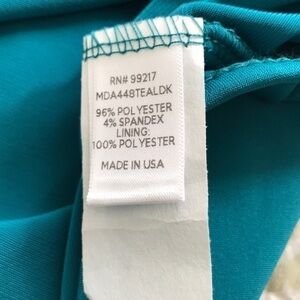 RN# 99217
MDA448TEALDK
96% POLYESTER
4% SPANDEX
LINING:
100% POLYESTER
MADE IN USA